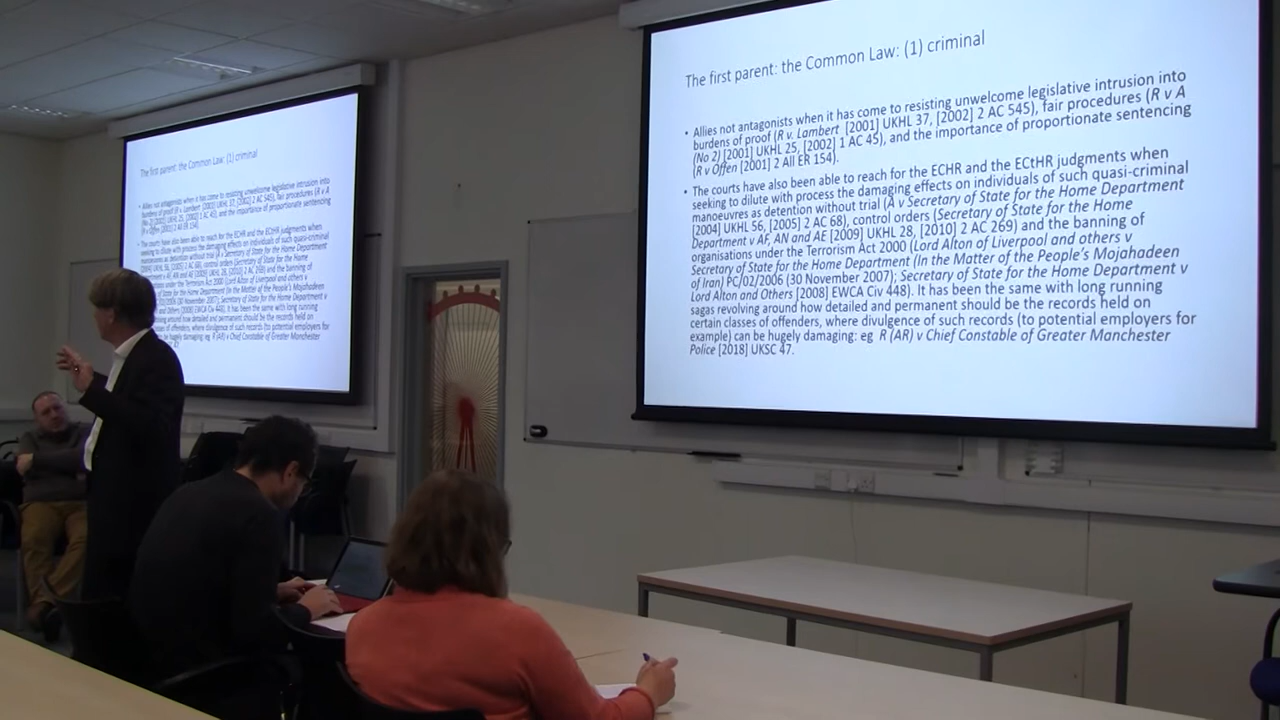 The first parent: the Common Law: (1) criminal
• Allies not antagonists when it has come to resisting unwelcome legislative intrusion into
burdens of proof (R v. Lambert [2001] UKHL 37, [2002] 2 AC 545), fair procedures (R v A
(No 2) [2001] UKHL 25, [2002] 1 AC 45), and the importance of proportionate sentencing
(R v Offen [2001] 2 All ER 154).
• The courts have also been able to reach for the ECHR and the ECtHR judgments when
seeking to dilute with process the damaging effects on individuals of such quasi-criminal
manoeuvres as detention without trial (A v Secretary of State for the Home Department
[2004] UKHL 56, [2005] 2 AC 68), control orders (Secretary of State for the Home
Department v AF, AN and AE [2009] UKHL 28, [2010] 2 AC 269) and the banning of
organisations under the Terrorism Act 2000 (Lord Alton of Liverpool and others v
Secretary of State for the Home Department (In the Matter of the People's Mojahadeen
of Iran) PC/02/2006 (30 November 2007); Secretary of State for the Home Department v
Lord Alton and Others [2008] EWCA Civ 448). It has been the same with long running
sagas revolving around how detailed and permanent should be the records held on
certain classes of offenders, where divulgence of such records (to potential employers for
example) can be hugely damaging: eg R (AR) v Chief Constable of Greater Manchester
Police [2018] UKSC 47.